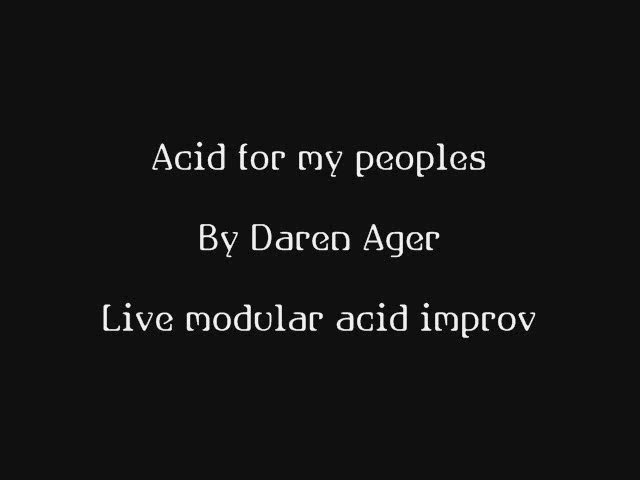 Acid for my peoples
By Daren Ager
Live modular acid improv